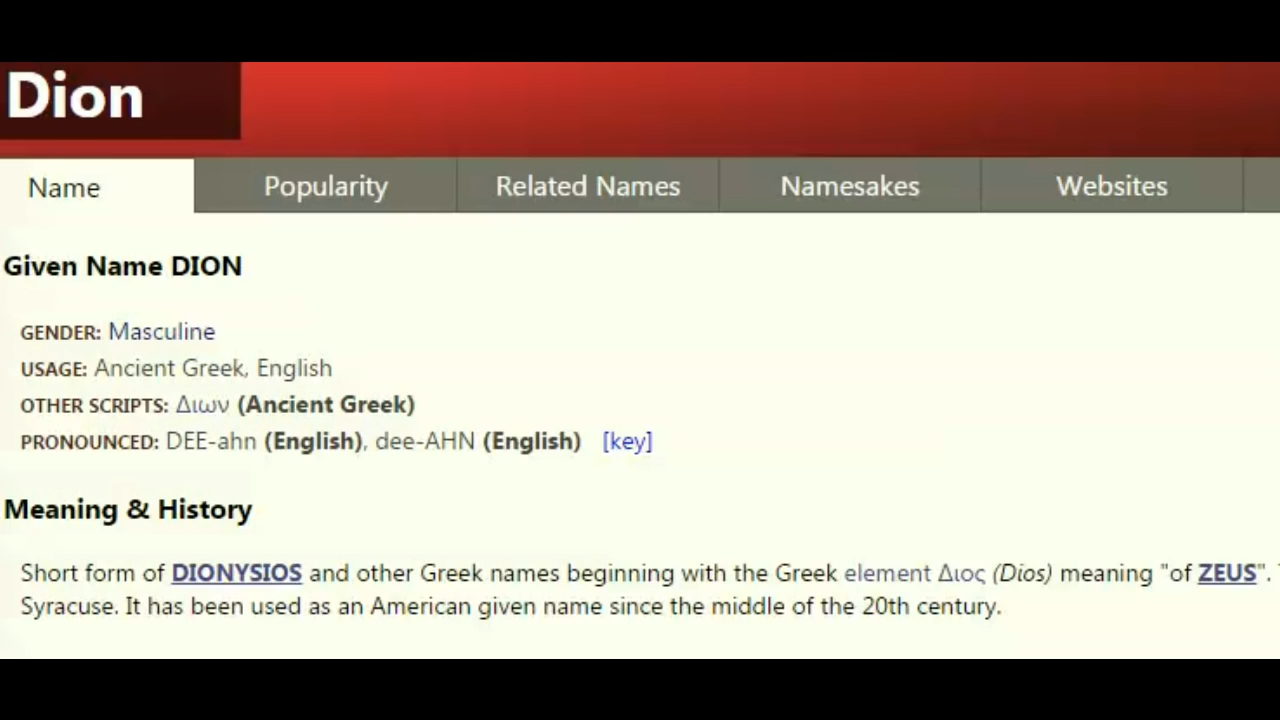 Dion
Name Popularity Related Names Namesakes Websites
Given Name DION
GENDER: Masculine
USAGE: Ancient Greek, English
OTHER SCRIPTS: Διων (Ancient Greek)
PRONOUNCED: DEE-ahn (English), dee-AHN (English) [key]
Meaning & History
Short form of DIONYSIOS and other Greek names beginning with the Greek element Διος (Dios) meaning "of ZEUS".
Syracuse. It has been used as an American given name since the middle of the 20th century.